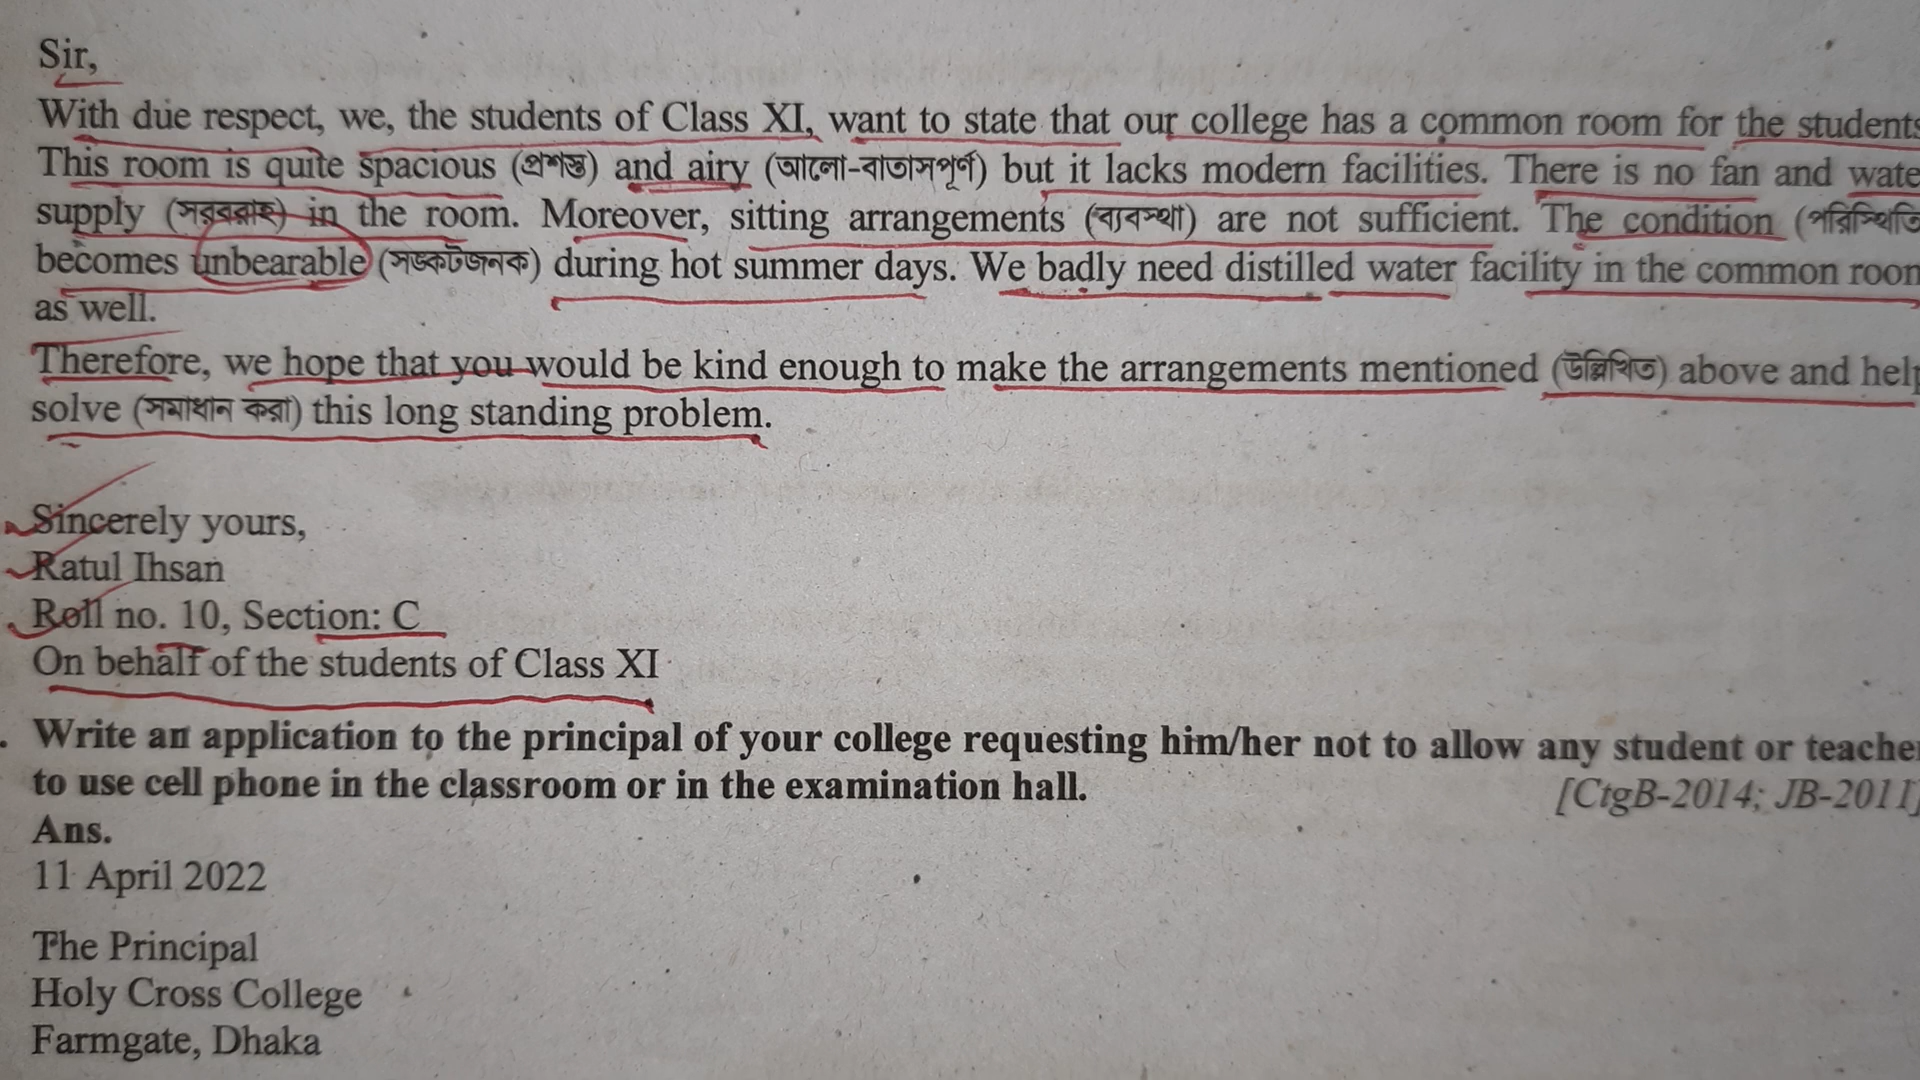 Sir,
With due respect, we, the students of Class XI, want to state that our college has a common room for the students
This room is quite spacious (প্রশস্ত) and airy (আলো-বাতাসপূর্ণ) but it lacks modern facilities. There is no fan and wate
supply (সরবরাহ) in the room. Moreover, sitting arrangements (ব্যবস্থা) are not sufficient. The condition (পরিস্থিতি
becomes unbearable (সঙ্কটজনক) during hot summer days. We badly need distilled water facility in the common room
as well.
Therefore, we hope that you would be kind enough to make the arrangements mentioned (উল্লিখিত) above and help
solve (সমাধান করা) this long standing problem.
Sincerely yours,
Ratul Ihsan
Roll no. 10, Section: C
On behalf of the students of Class XI
. Write an application to the principal of your college requesting him/her not to allow any student or teacher
to use cell phone in the classroom or in the examination hall. [CtgB-2014; JB-2011]
Ans.
11 April 2022
The Principal
Holy Cross College
Farmgate, Dhaka